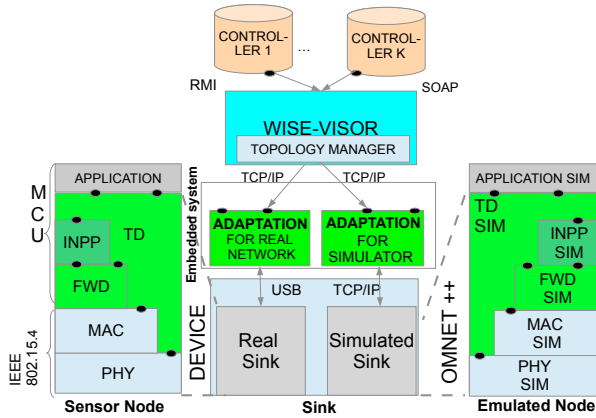 CONTROL-
LER 1
...
CONTROL-
LER K
RMI
SOAP
WISE-VISOR
TOPOLOGY MANAGER
TCP/IP
TCP/IP
Embedded system
ADAPTATION
FOR REAL
NETWORK
ADAPTATION
FOR
SIMULATOR
USB
TCP/IP
DEVICE
Real
Sink
Simulated
Sink
OMNET ++
Sink
M
C
U
APPLICATION
TD
INPP
FWD
IEEE
802.15.4
MAC
PHY
Sensor Node
APPLICATION SIM
TD
SIM
INPP
SIM
FWD
SIM
MAC
SIM
PHY
SIM
Emulated Node